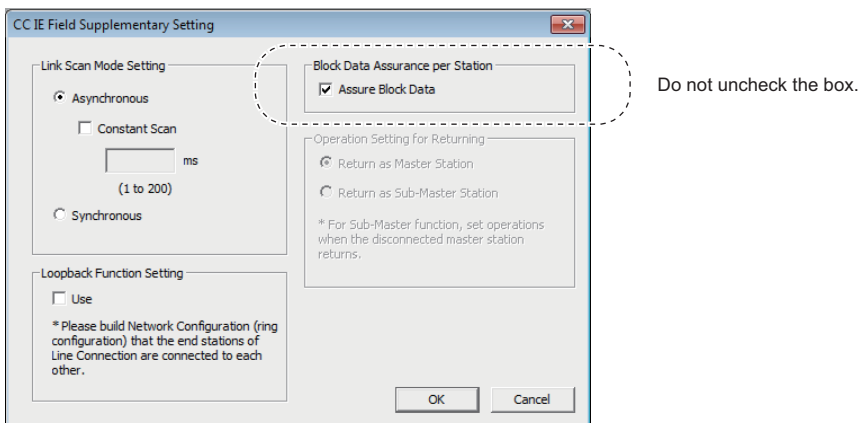 CC IE Field Supplementary Setting
Link Scan Mode Setting
Asynchronous
Constant Scan
ms
(1 to 200)
Synchronous
Loopback Function Setting
Use
* Please build Network Configuration (ring
configuration) that the end stations of
Line Connection are connected to each
other.
Block Data Assurance per Station
Assure Block Data
Operation Setting for Returning
Return as Master Station
Return as Sub-Master Station
* For Sub-Master function, set operations
when the disconnected master station
returns.
OK
Cancel
Do not uncheck the box.